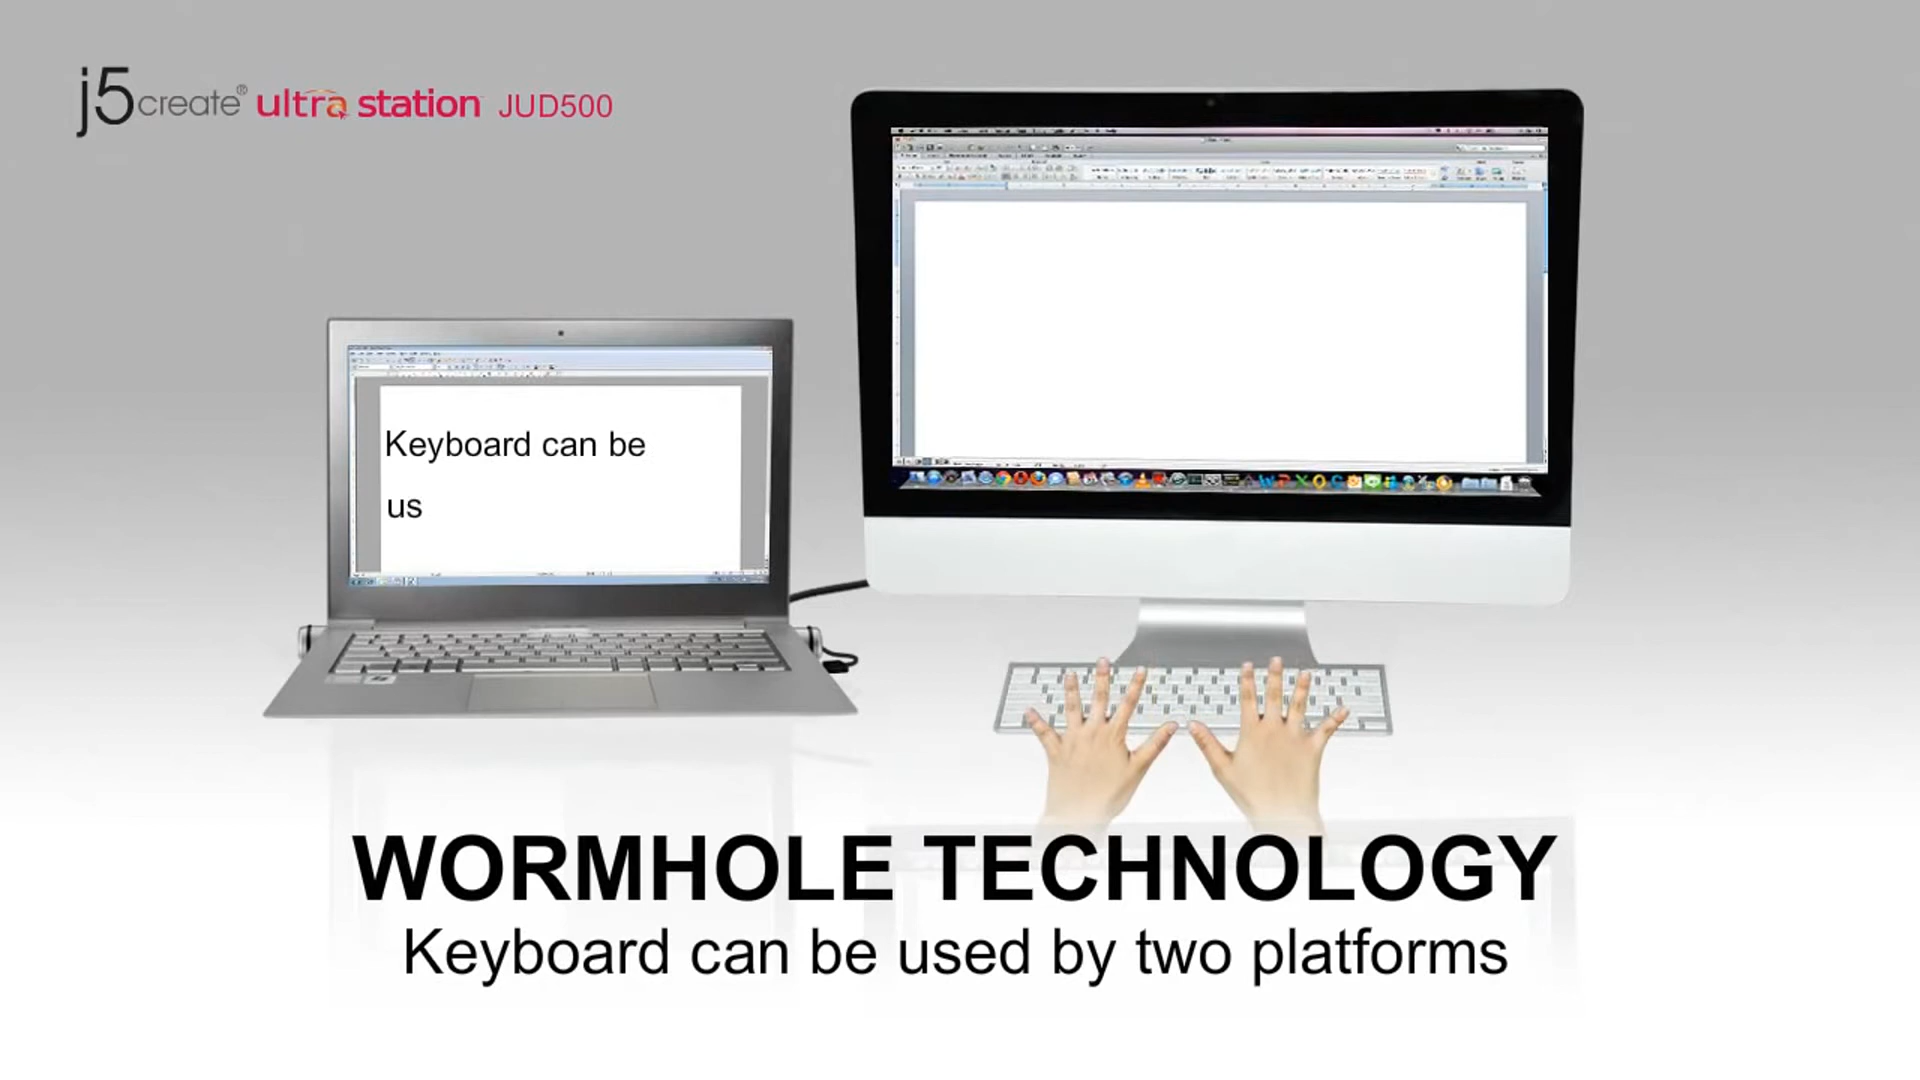 j5create® ultra station JUD500
Keyboard can be
us
WORMHOLE TECHNOLOGY
Keyboard can be used by two platforms